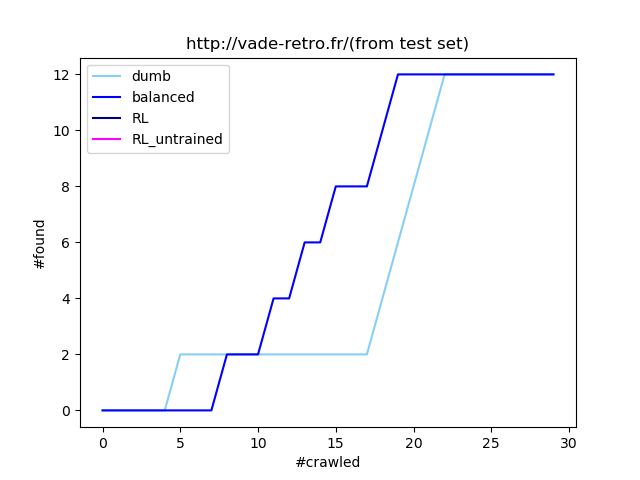 http://vade-retro.fr/(from test set)
dumb
balanced
RL
RL_untrained
#found
12
10
8
6
4
2
0
0 5 10 15 20 25 30
#crawled